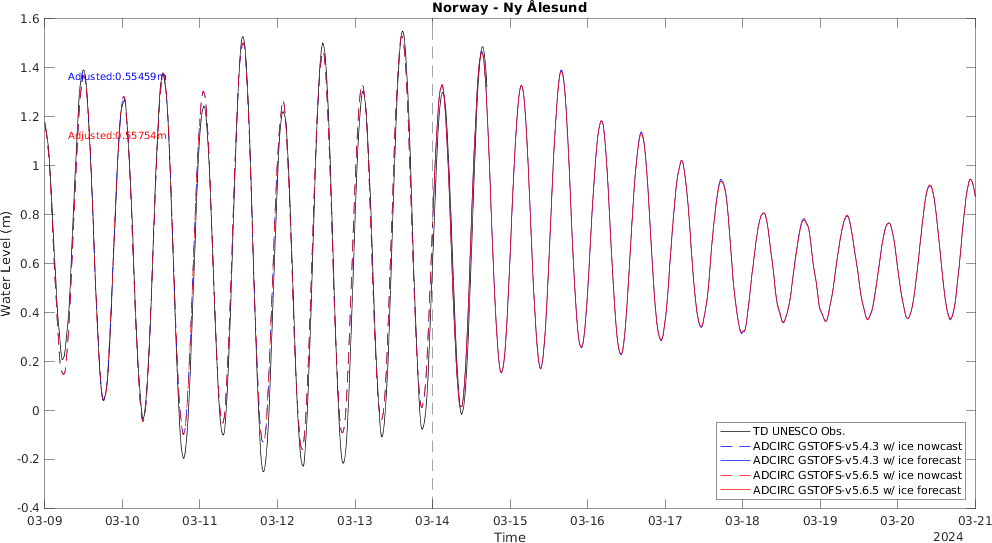 Norway - Ny Ålesund
1.6
1.4
1.2
1
0.8
0.6
0.4
0.2
0
-0.2
-0.4
Water Level (m)
Adjusted:0.55459m
Adjusted:0.55754m
TD UNESCO Obs.
ADCIRC GSTOFS-v5.4.3 w/ ice nowcast
ADCIRC GSTOFS-v5.4.3 w/ ice forecast
ADCIRC GSTOFS-v5.6.5 w/ ice nowcast
ADCIRC GSTOFS-v5.6.5 w/ ice forecast
03-09 03-10 03-11 03-12 03-13 03-14 03-15 03-16 03-17 03-18 03-19 03-20 03-21
Time
2024